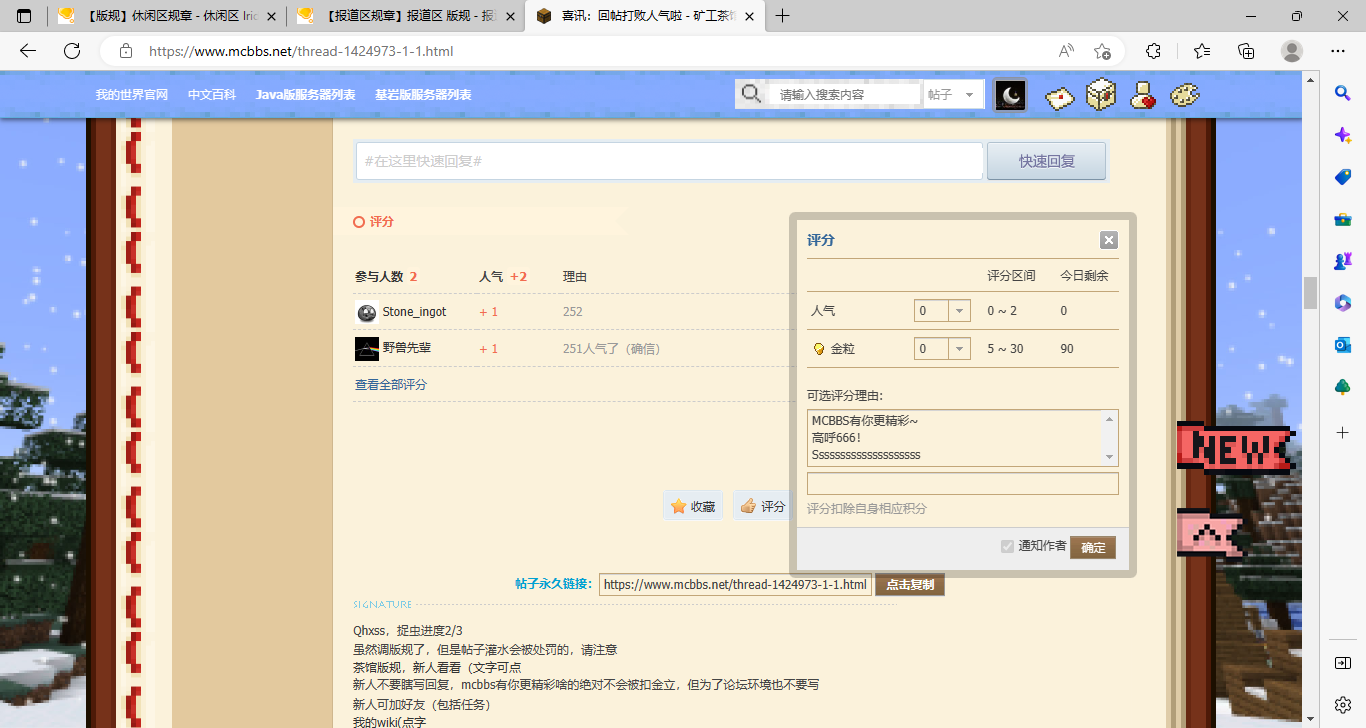 【版规】休闲区规章 - 休闲区
【报道区规章】报道区 版规 - 报
喜讯：回帖打败人气啦 - 矿工茶馆
https://www.mcbbs.net/thread-1424973-1-1.html
我的世界官网 中文百科 Java版服务器列表 基岩版服务器列表
请输入搜索内容 帖子
#在这里快速回复# 快速回复
评分
参与人数 2 人气 +2 理由
Stone_ingot + 1 252
野兽先辈 + 1 251人气了（确信）
查看全部评分
收藏 评分
评分
评分区间 今日剩余
人气 0 0 ~ 2 0
金粒 0 5 ~ 30 90
可选评分理由:
MCBBS有你更精彩~
高呼666！
Ssssssssssssssssssss
评分扣除自身相应积分
通知作者 确定
NEW
帖子永久链接: https://www.mcbbs.net/thread-1424973-1-1.html 点击复制
SIGNATURE
Qhxss，捉虫进度2/3
虽然调版规了，但是帖子灌水会被处罚的，请注意
茶馆版规，新人看看（文字可点
新人不要瞎写回复，mcbbs有你更精彩啥的绝对不会被扣金立，但为了论坛环境也不要写
新人可加好友（包括任务）
我的wiki(点字